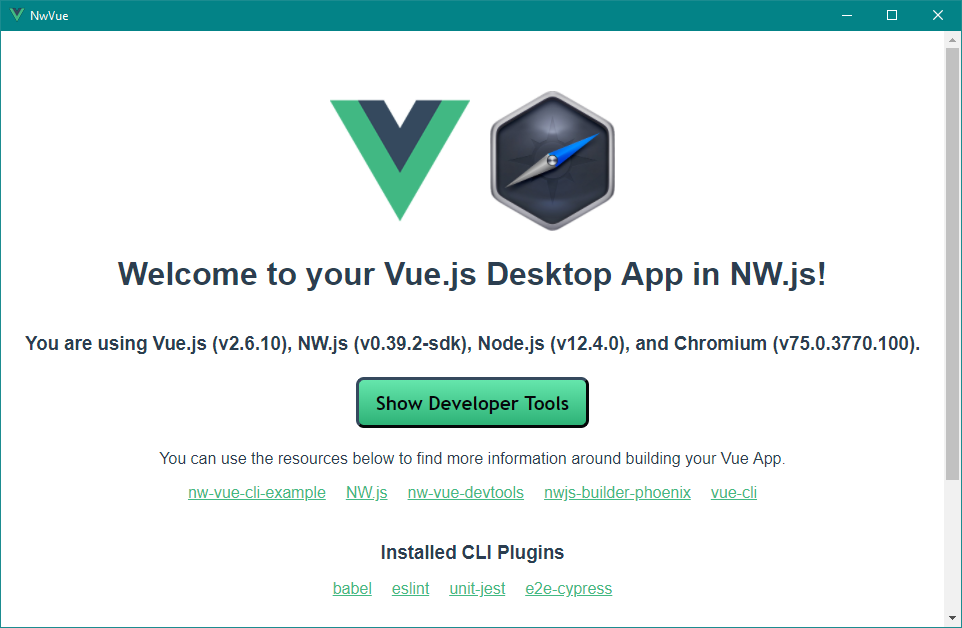 NwVue
Welcome to your Vue.js Desktop App in NW.js!
You are using Vue.js (v2.6.10), NW.js (v0.39.2-sdk), Node.js (v12.4.0), and Chromium (v75.0.3770.100).
Show Developer Tools
You can use the resources below to find more information around building your Vue App.
nw-vue-cli-example NW.js nw-vue-devtools nwjs-builder-phoenix vue-cli
Installed CLI Plugins
babel eslint unit-jest e2e-cypress